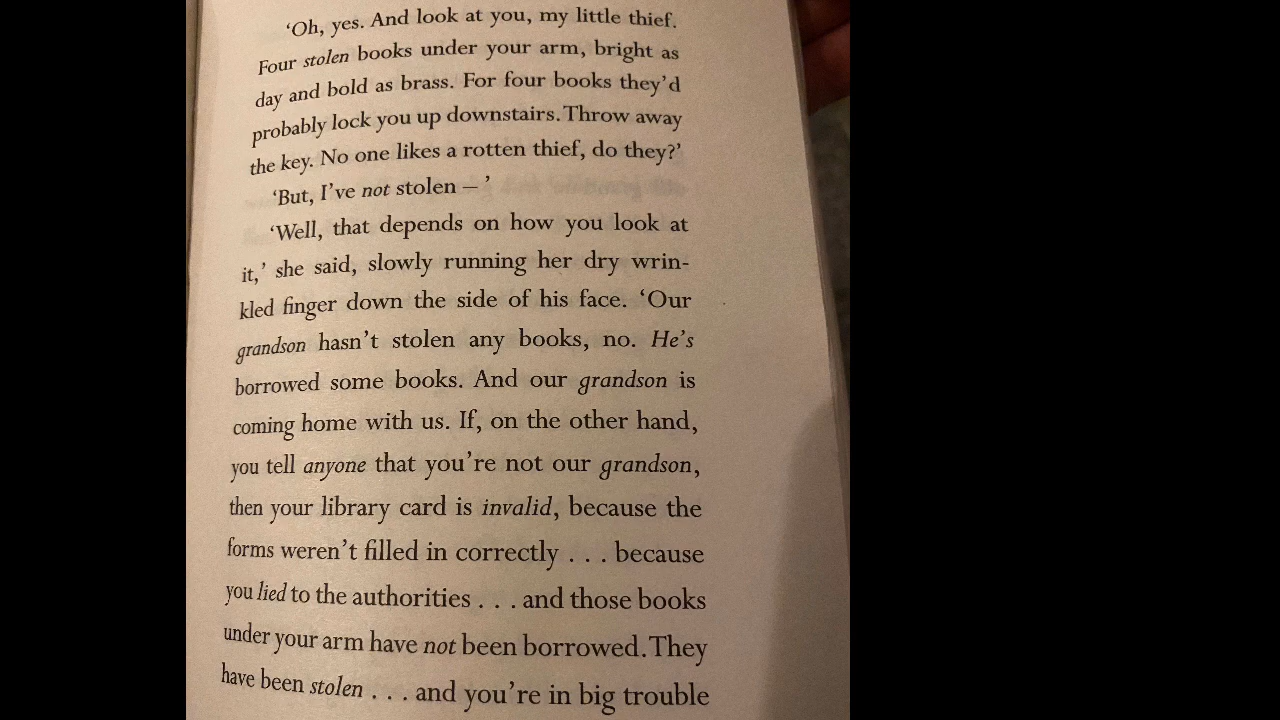 ‘Oh, yes. And look at you, my little thief.
Four stolen books under your arm, bright as
day and bold as brass. For four books they’d
probably lock you up downstairs. Throw away
the key. No one likes a rotten thief, do they?’
‘But, I’ve not stolen – ’
‘Well, that depends on how you look at
it,’ she said, slowly running her dry wrin-
kled finger down the side of his face. ‘Our
grandson hasn’t stolen any books, no. He’s
borrowed some books. And our grandson is
coming home with us. If, on the other hand,
you tell anyone that you’re not our grandson,
then your library card is invalid, because the
forms weren’t filled in correctly . . . because
you lied to the authorities . . . and those books
under your arm have not been borrowed. They
have been stolen . . . and you’re in big trouble